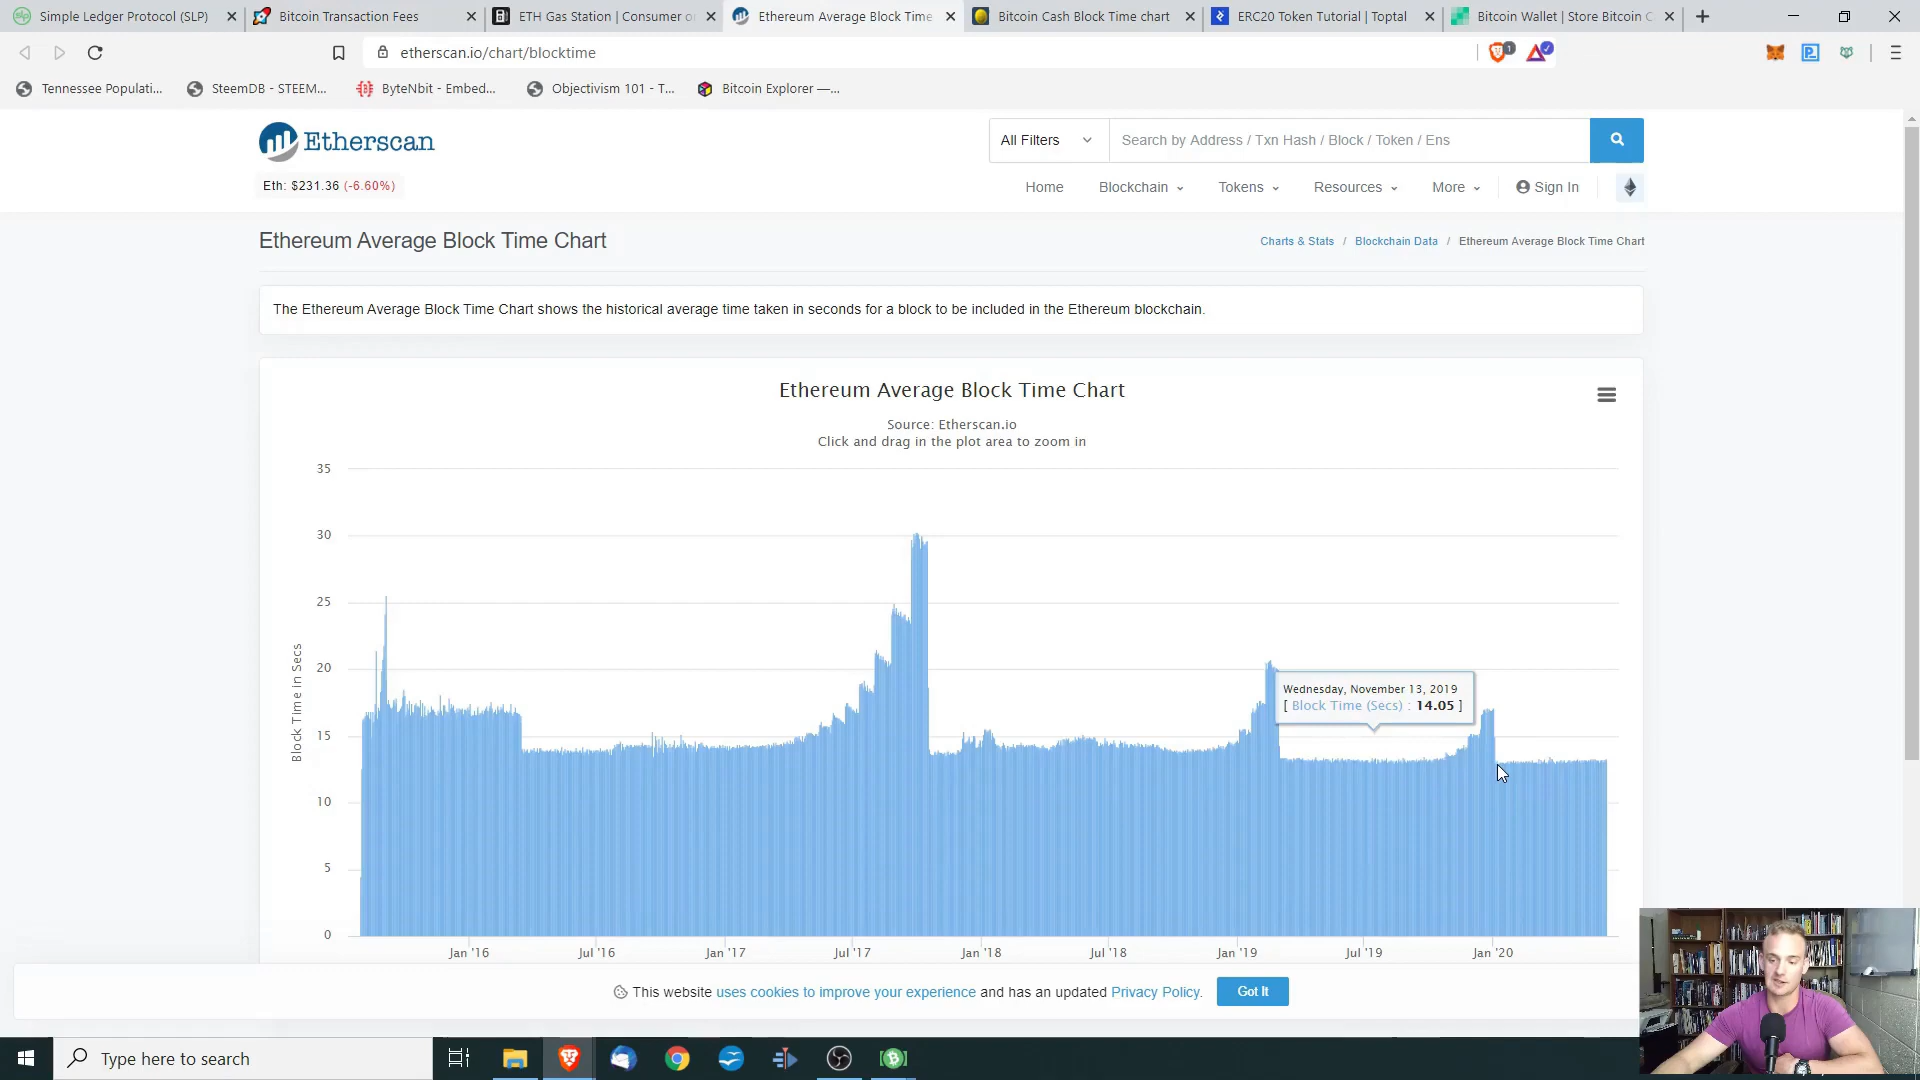 Simple Ledger Protocol (SLP)
Bitcoin Transaction Fees
ETH Gas Station | Consumer o
Ethereum Average Block Time
Bitcoin Cash Block Time chart
ERC20 Token Tutorial | Toptal
Bitcoin Wallet | Store Bitcoin C
etherscan.io/chart/blocktime
1
Tennessee Populati...
SteemDB - STEEM...
ByteNbit - Embed...
Objectivism 101 - T...
Bitcoin Explorer —...
Etherscan
All Filters
Search by Address / Txn Hash / Block / Token / Ens
Eth: $231.36 (-6.60%)
Home
Blockchain
Tokens
Resources
More
Sign In
Ethereum Average Block Time Chart
Charts & Stats / Blockchain Data / Ethereum Average Block Time Chart
The Ethereum Average Block Time Chart shows the historical average time taken in seconds for a block to be included in the Ethereum blockchain.
Ethereum Average Block Time Chart
Source: Etherscan.io
Click and drag in the plot area to zoom in
Block Time in Secs
35
30
25
20
15
10
5
0
Wednesday, November 13, 2019
[ Block Time (Secs) : 14.05 ]
Jan '16
Jul '16
Jan '17
Jul '17
Jan '18
Jul '18
Jan '19
Jul '19
Jan '20
This website uses cookies to improve your experience and has an updated Privacy Policy.
Got It
Type here to search